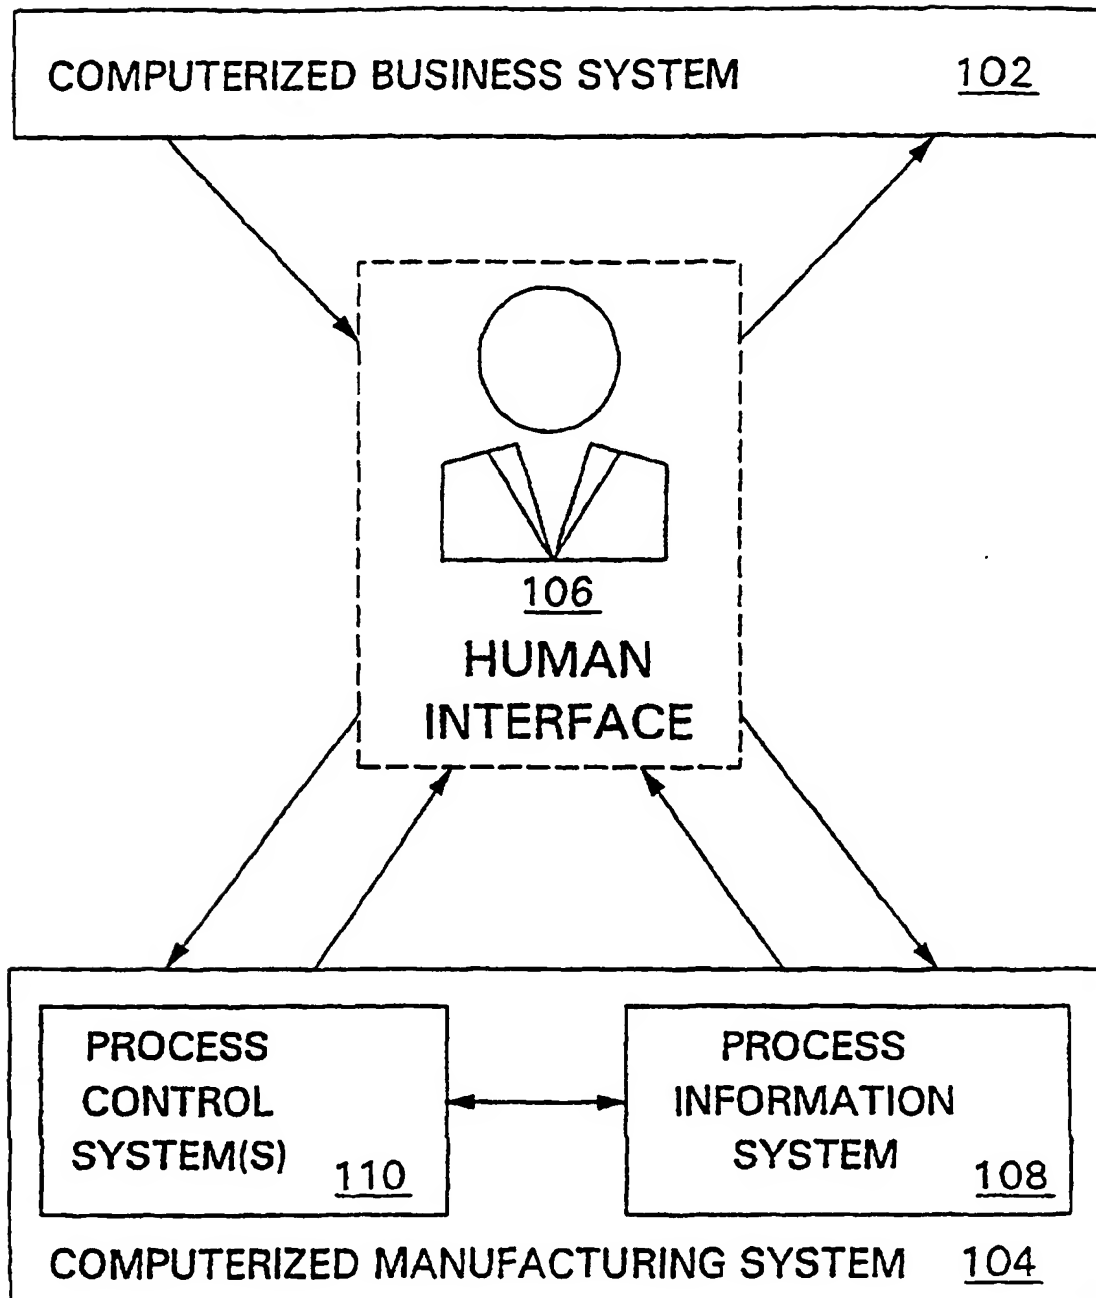 COMPUTERIZED BUSINESS SYSTEM 102
106
HUMAN
INTERFACE
PROCESS
CONTROL
SYSTEM(S) 110
PROCESS
INFORMATION
SYSTEM 108
COMPUTERIZED MANUFACTURING SYSTEM 104